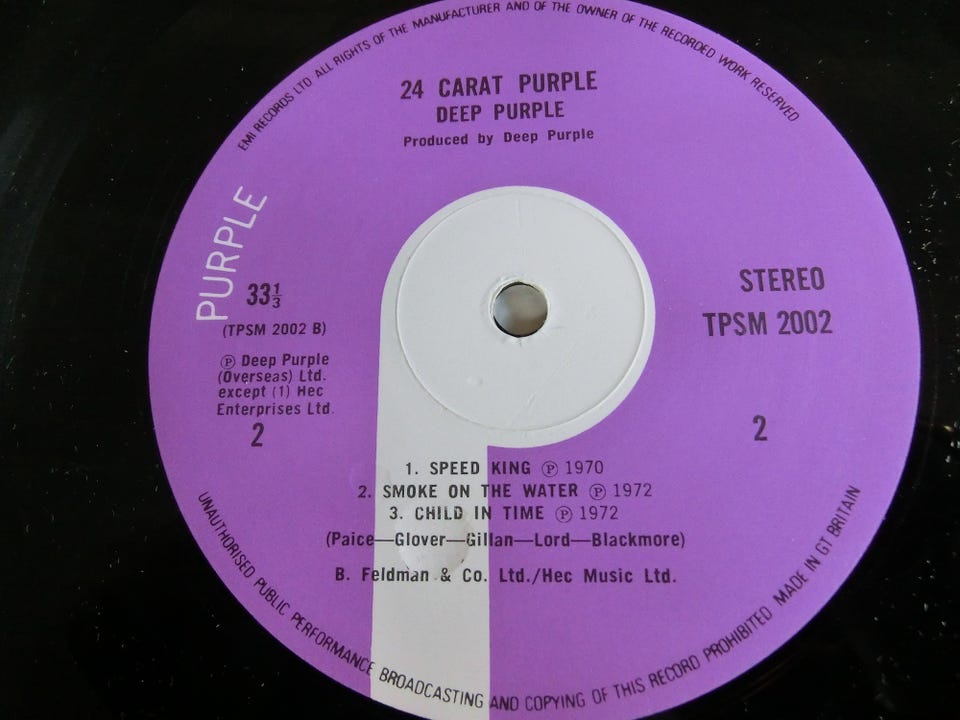 EMI RECORDS LTD ALL RIGHTS OF THE MANUFACTURER AND OF THE OWNER OF THE RECORDED WORK RESERVED
24 CARAT PURPLE
DEEP PURPLE
Produced by Deep Purple
PURPLE
33⅓
(TPSM 2002 B)
Ⓟ Deep Purple
(Overseas) Ltd.
except (1) Hec
Enterprises Ltd.
2
STEREO
TPSM 2002
2
1. SPEED KING Ⓟ 1970
2. SMOKE ON THE WATER Ⓟ 1972
3. CHILD IN TIME Ⓟ 1972
(Paice—Glover—Gillan—Lord—Blackmore)
B. Feldman & Co. Ltd./Hec Music Ltd.
UNAUTHORISED PUBLIC PERFORMANCE BROADCASTING AND COPYING OF THIS RECORD PROHIBITED MADE IN GT BRITAIN